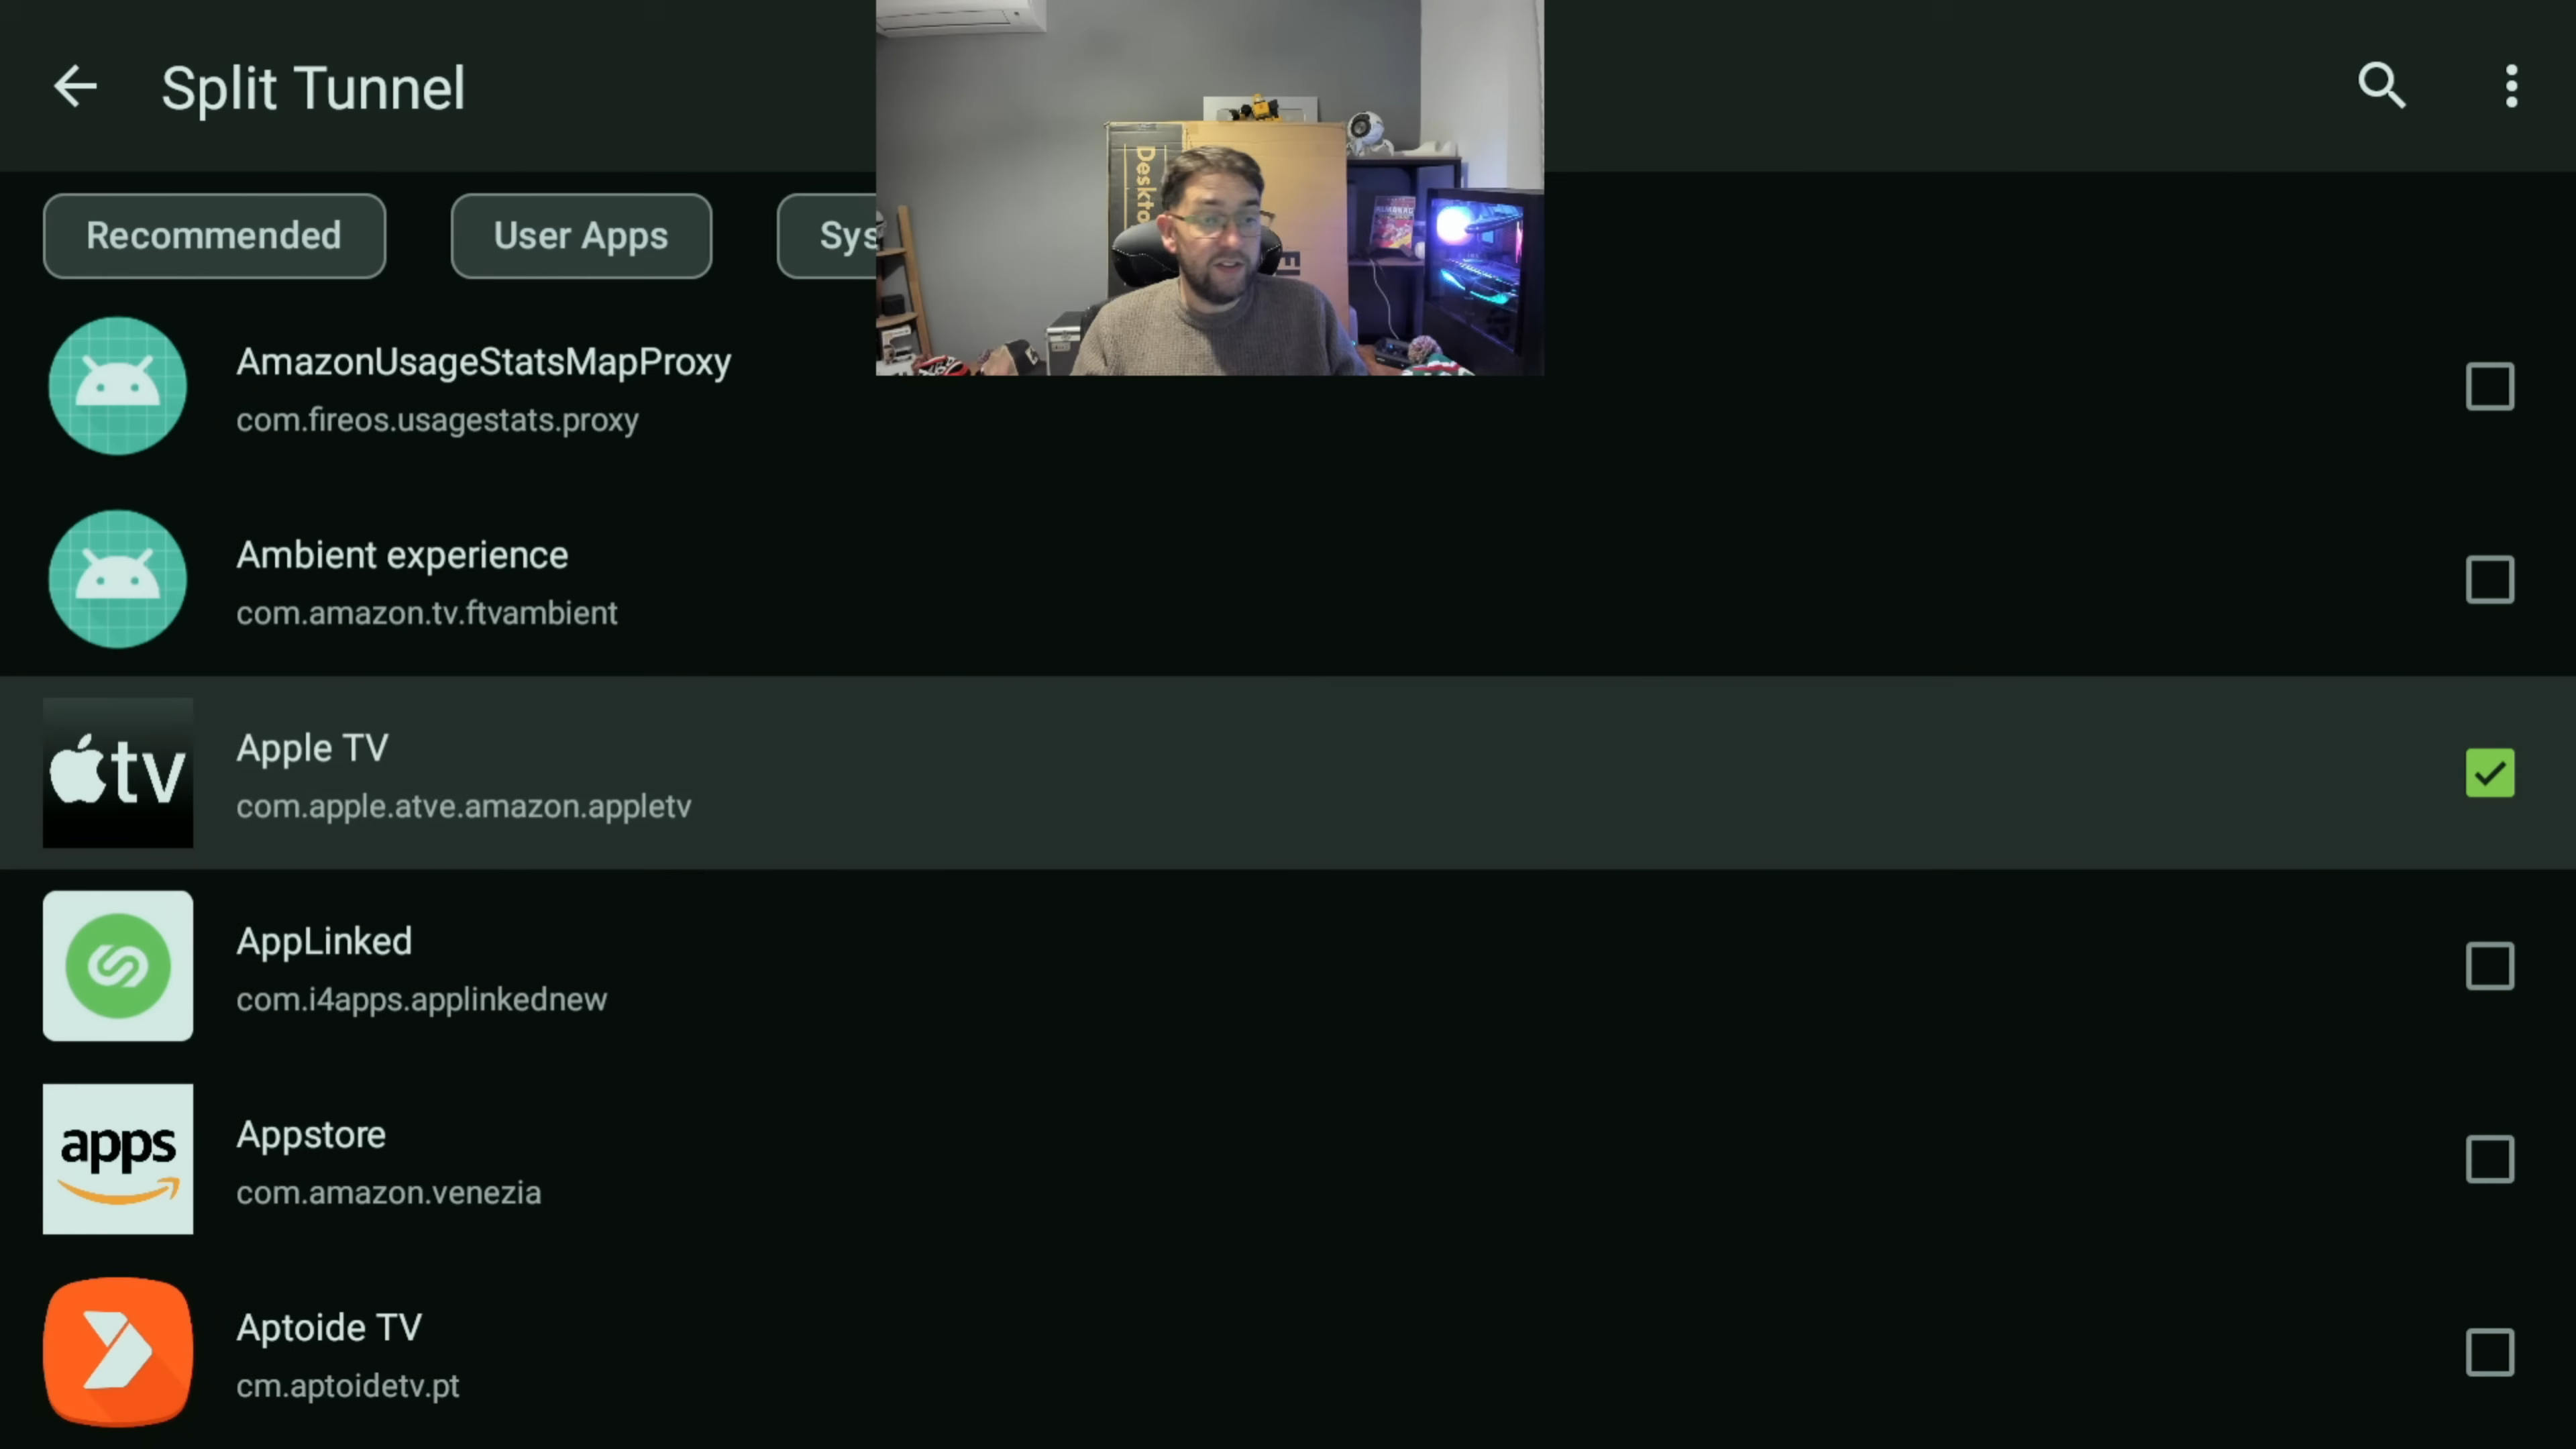 Split Tunnel
Recommended
User Apps
Sys
Deskto
AmazonUsageStatsMapProxy
com.fireos.usagestats.proxy
Ambient experience
com.amazon.tv.ftvambient
tv
Apple TV
com.apple.atve.amazon.appletv
AppLinked
com.i4apps.applinkednew
apps
Appstore
com.amazon.venezia
Aptoide TV
cm.aptoidetv.pt